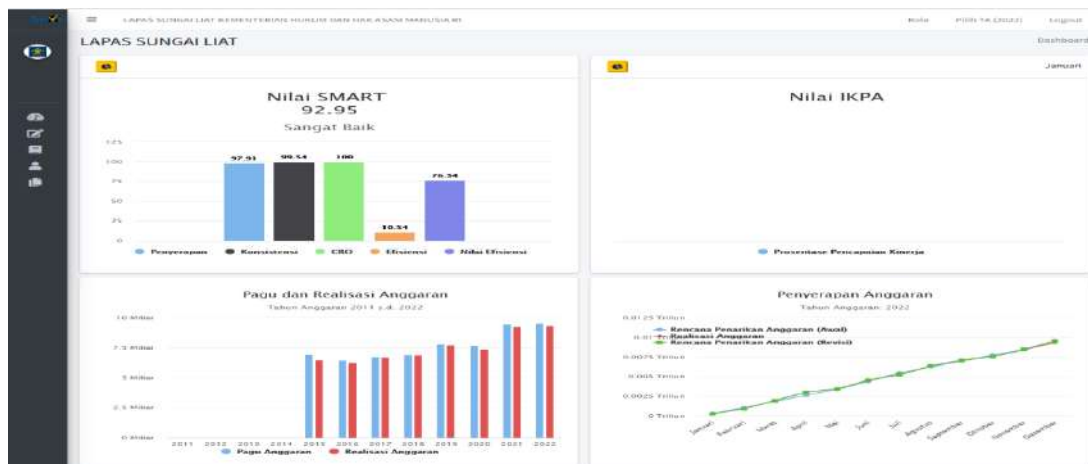 LAPAS SUNGAI LIAT KEMENTERIAN HUKUM DAN HAK ASASI MANUSIA RI
Logout
LAPAS SUNGAI LIAT
Dashboard
Januari
Nilai SMART
92.95
Sangat Baik
125
100
75
50
25
0
97.93
99.54
100
10.54
76.34
Penyerapan
Konsistensi
CRO
Efisiensi
Nilai Efisiensi
Nilai IKPA
Prosentase Pencapaian Kinerja
Pagu dan Realisasi Anggaran
Tahun Anggaran 2011 s.d. 2022
10 Miliar
7.5 Miliar
5 Miliar
2.5 Miliar
0 Miliar
2011 2012 2013 2014 2015 2016 2017 2018 2019 2020 2021 2022
Pagu Anggaran
Realisasi Anggaran
Penyerapan Anggaran
Tahun Anggaran 2022
0.0125 Triliun
0.0075 Triliun
0.005 Triliun
0.0025 Triliun
0 Triliun
Rencana Penarikan Anggaran (Awal)
Realisasi Anggaran
Rencana Penarikan Anggaran (Revisi)
Januari Februari Maret April Mei Juni Juli Agustus September Oktober November Desember